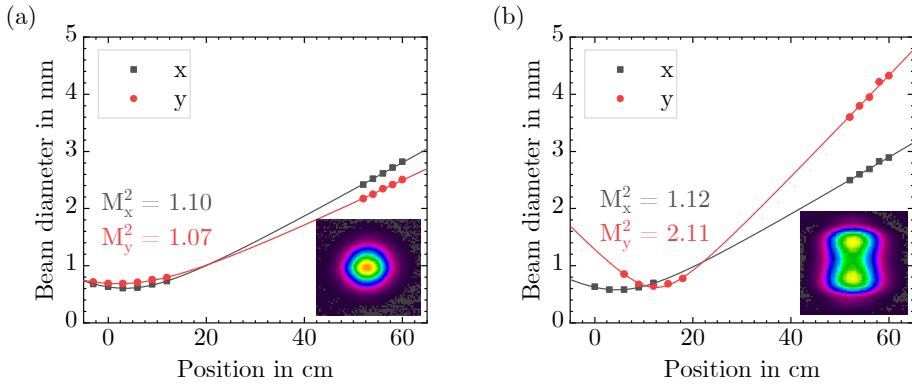 (a)
5
4
3
2
1
0
Beam diameter in mm
x
y
M²ₓ = 1.10
M²ᵧ = 1.07
0 20 40 60
Position in cm
(b)
5
4
3
2
1
0
Beam diameter in mm
x
y
M²ₓ = 1.12
M²ᵧ = 2.11
0 20 40 60
Position in cm